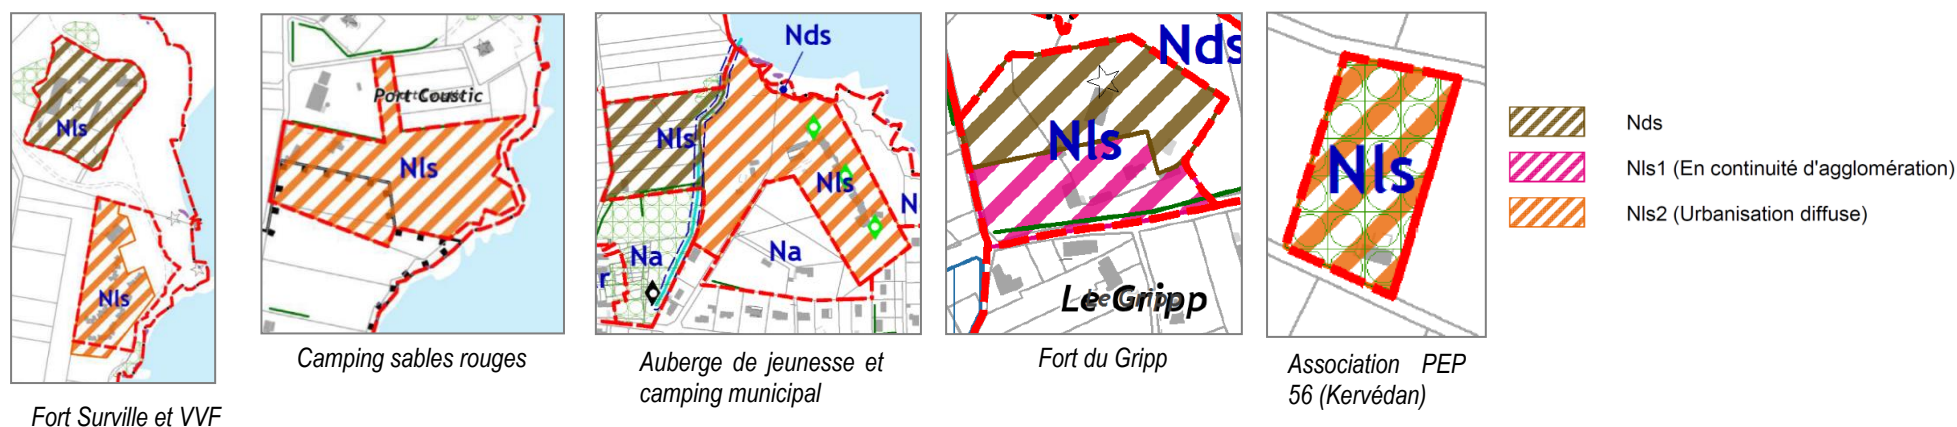 Nls
Nls
Fort Surville et VVF
Port Coustic
Nls
Camping sables rouges
Nds
Nls
Nls
N
Na
Na
r
Auberge de jeunesse et
camping municipal
Nds
Nls
Le Gripp
Fort du Gripp
Nls
Association PEP
56 (Kervédan)
Nds
Nls1 (En continuité d'agglomération)
Nls2 (Urbanisation diffuse)